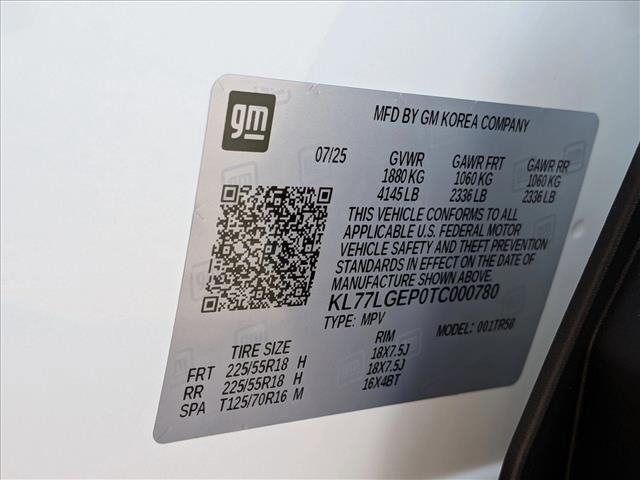 gm
MFD BY GM KOREA COMPANY
07/25 GVWR GAWR FRT GAWR RR
1880 KG 1060 KG 1060 KG
4145 LB 2336 LB 2336 LB
THIS VEHICLE CONFORMS TO ALL
APPLICABLE U.S. FEDERAL MOTOR
VEHICLE SAFETY AND THEFT PREVENTION
STANDARDS IN EFFECT ON THE DATE OF
MANUFACTURE SHOWN ABOVE.
KL77LGEP0TC000780
TYPE: MPV MODEL: 001TR58
TIRE SIZE RIM
FRT 225/55R18 H 18X7.5J
RR 225/55R18 H 18X7.5J
SPA T125/70R16 M 16X4BT